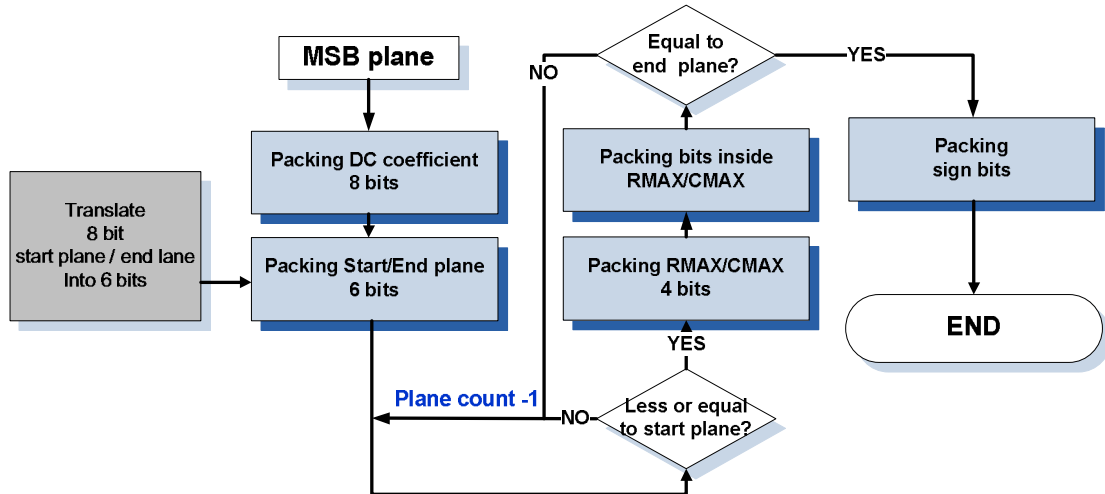 MSB plane
Packing DC coefficient
8 bits
Translate
8 bit
start plane / end lane
Into 6 bits
Packing Start/End plane
6 bits
Plane count -1
Less or equal
to start plane?
NO
YES
Packing RMAX/CMAX
4 bits
Packing bits inside
RMAX/CMAX
Equal to
end plane?
NO
YES
Packing
sign bits
END